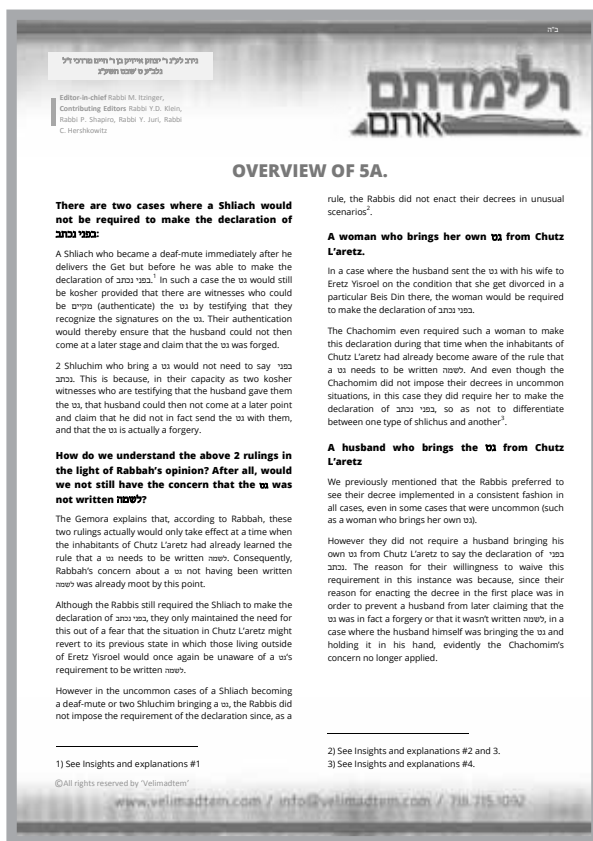 ב"ה
נידב לע"נ ר' יצחק אייזיק בן ר' חיים מרדכי ז"ל
נלב"ע ט' שבט תשע"ג
ולימדתם
אותם
Editor-in-chief Rabbi M. Itzinger,
Contributing Editors Rabbi Y.D. Klein,
Rabbi P. Shapiro, Rabbi Y. Juri, Rabbi
C. Hershkowitz
OVERVIEW OF 5A.
There are two cases where a Shliach would
not be required to make the declaration of
בפני נכתב:
A Shliach who became a deaf-mute immediately after he
delivers the Get but before he was able to make the
declaration of בפני נכתב.1 In such a case the גט would still
be kosher provided that there are witnesses who could
be מקיים (authenticate) the גט by testifying that they
recognize the signatures on the גט. Their authentication
would thereby ensure that the husband could not then
come at a later stage and claim that the גט was forged.
2 Shluchim who bring a גט would not need to say בפני
נכתב. This is because, in their capacity as two kosher
witnesses who are testifying that the husband gave them
the גט, that husband could then not come at a later point
and claim that he did not in fact send the גט with them,
and that the גט is actually a forgery.
How do we understand the above 2 rulings in
the light of Rabbah's opinion? After all, would
we not still have the concern that the גט was
not written לשמה?
The Gemora explains that, according to Rabbah, these
two rulings actually would only take effect at a time when
the inhabitants of Chutz L'aretz had already learned the
rule that a גט needs to be written לשמה. Consequently,
Rabbah's concern about a גט not having been written
לשמה was already moot by this point.
Although the Rabbis still required the Shliach to make the
declaration of בפני נכתב, they only maintained the need for
this out of a fear that the situation in Chutz L'aretz might
revert to its previous state in which those living outside
of Eretz Yisroel would once again be unaware of a גט's
requirement to be written לשמה.
However in the uncommon cases of a Shliach becoming
a deaf-mute or two Shluchim bringing a גט, the Rabbis did
not impose the requirement of the declaration since, as a
1) See Insights and explanations #1
rule, the Rabbis did not enact their decrees in unusual
scenarios2.
A woman who brings her own גט from Chutz
L'aretz.
In a case where the husband sent the גט with his wife to
Eretz Yisroel on the condition that she get divorced in a
particular Beis Din there, the woman would be required
to make the declaration of בפני נכתב.
The Chachomim even required such a woman to make
this declaration during that time when the inhabitants of
Chutz L'aretz had already become aware of the rule that
a גט needs to be written לשמה. And even though the
Chachomim did not impose their decrees in uncommon
situations, in this case they did require her to make the
declaration of בפני נכתב, so as not to differentiate
between one type of shlichus and another3.
A husband who brings the גט from Chutz
L'aretz
We previously mentioned that the Rabbis preferred to
see their decree implemented in a consistent fashion in
all cases, even in some cases that were uncommon (such
as a woman who brings her own גט).
However they did not require a husband bringing his
own גט from Chutz L'aretz to say the declaration of בפני
נכתב. The reason for their willingness to waive this
requirement in this instance was because, since their
reason for enacting the decree in the first place was in
order to prevent a husband from later claiming that the
גט was in fact a forgery or that it wasn't written לשמה, in a
case where the husband himself was bringing the גט and
holding it in his hand, evidently the Chachomim's
concern no longer applied.
2) See Insights and explanations #2 and 3.
3) See Insights and explanations #4.
©All rights reserved by 'Velimadtem'
www.velimadtem.com / info@velimadtem.com / 718.715.1092